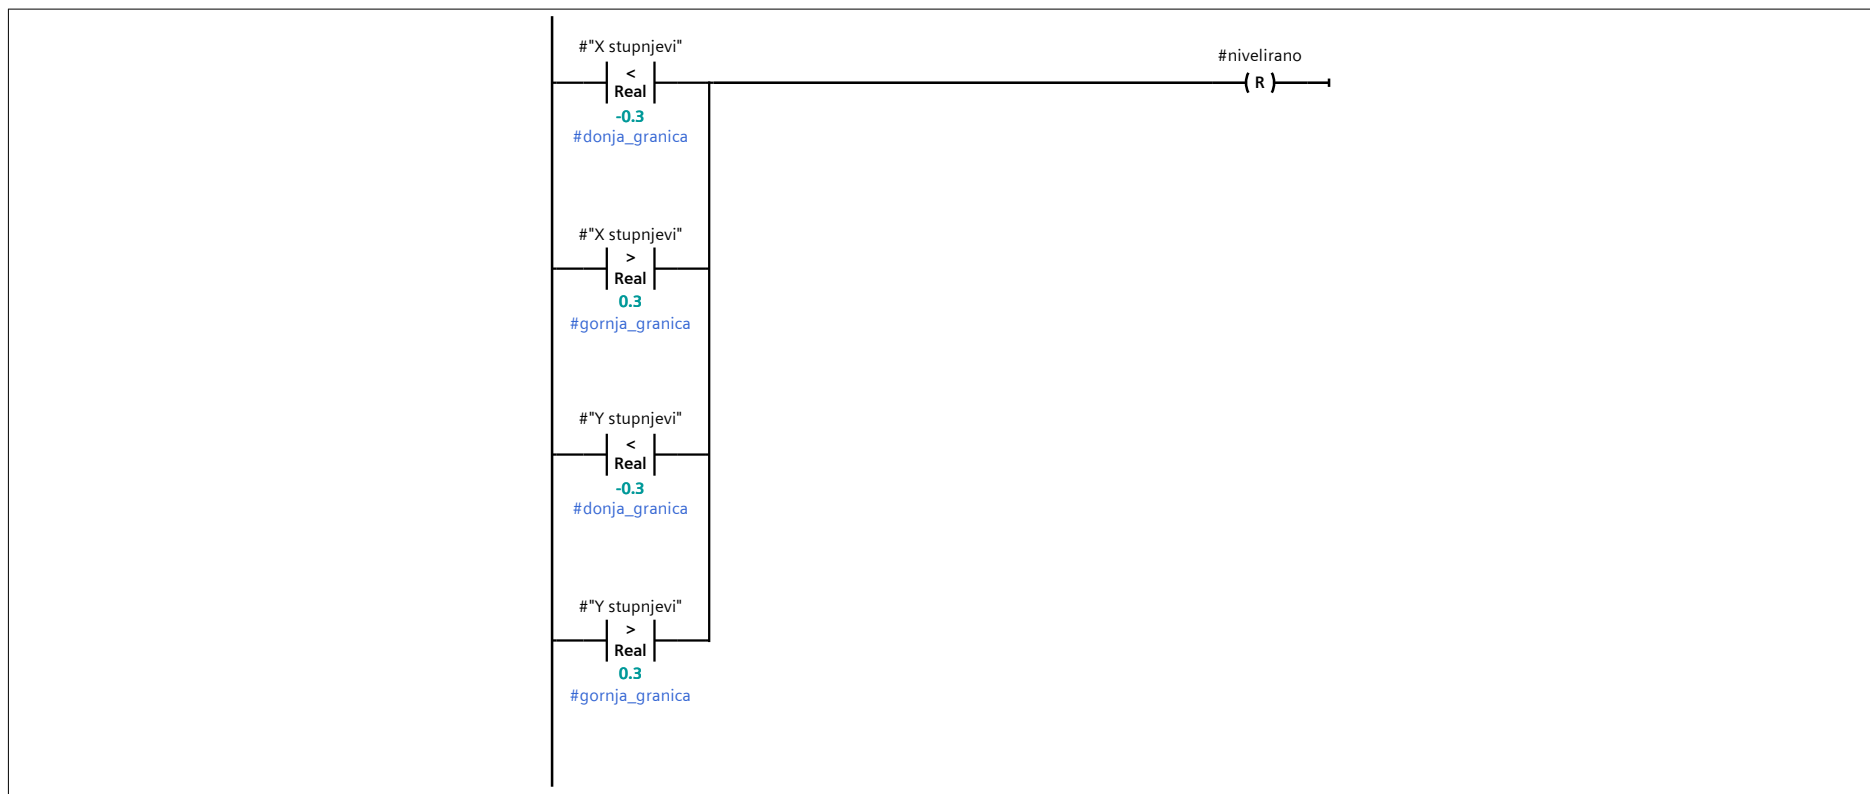 #"X stupnjevi"
#nivelirano
<
Real
( R )
-0.3
#donja_granica
#"X stupnjevi"
>
Real
0.3
#gornja_granica
#"Y stupnjevi"
<
Real
-0.3
#donja_granica
#"Y stupnjevi"
>
Real
0.3
#gornja_granica